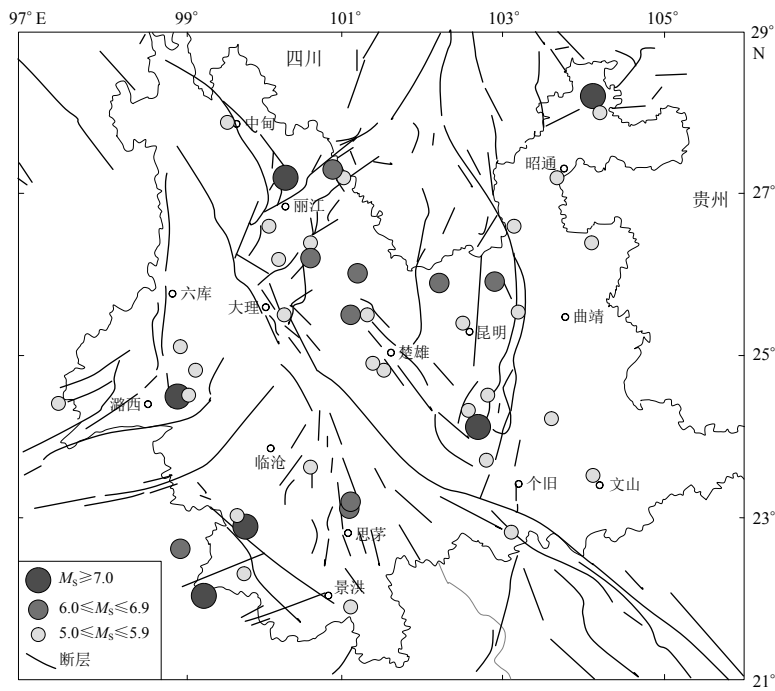 97° E
99°
101°
103°
105°
29°
N
四川
中甸
昭通
27°
丽江
贵州
六库
大理
曲靖
昆明
楚雄
25°
潞西
临沧
个旧
文山
23°
思茅
景洪
21°
MS≥7.0
6.0≤MS≤6.9
5.0≤MS≤5.9
断层